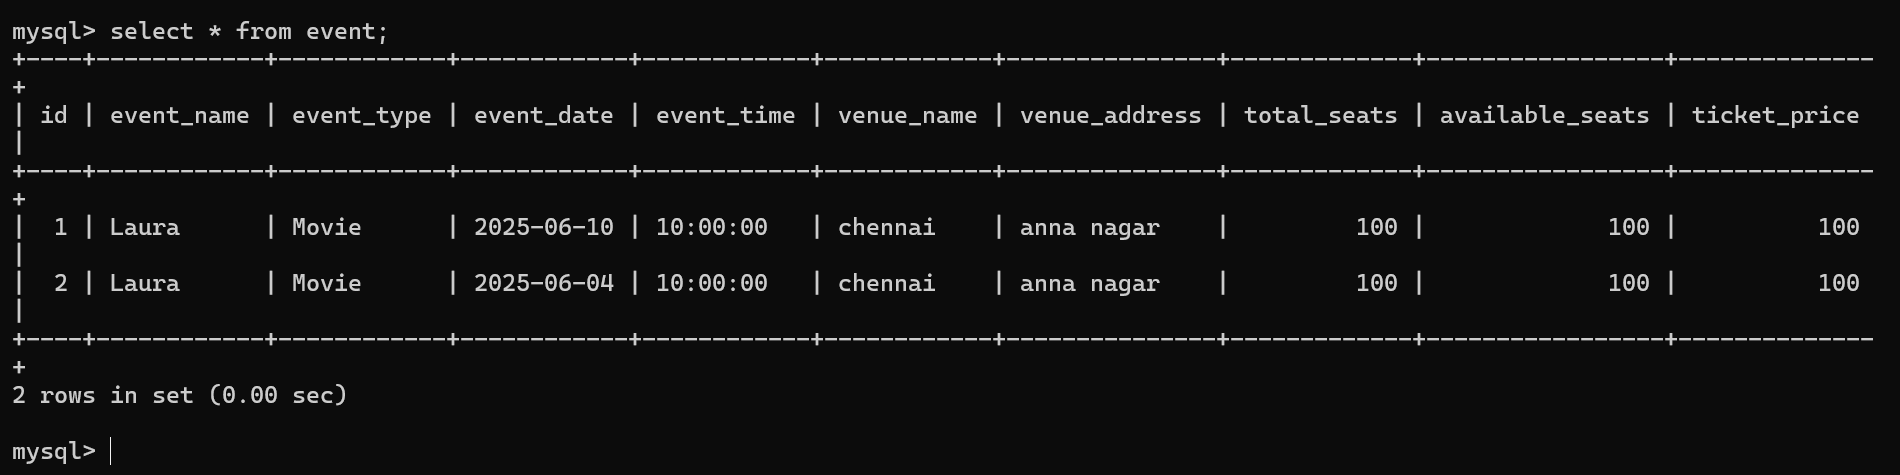 mysql> select * from event;
+----+------------+------------+------------+------------+------------+---------------+-------------+-----------------+--------------
+
| id | event_name | event_type | event_date | event_time | venue_name | venue_address | total_seats | available_seats | ticket_price
|
+----+------------+------------+------------+------------+------------+---------------+-------------+-----------------+--------------
+
|  1 | Laura      | Movie      | 2025-06-10 | 10:00:00   | chennai    | anna nagar    |         100 |             100 |          100
|
|  2 | Laura      | Movie      | 2025-06-04 | 10:00:00   | chennai    | anna nagar    |         100 |             100 |          100
|
+----+------------+------------+------------+------------+------------+---------------+-------------+-----------------+--------------
+
2 rows in set (0.00 sec)
mysql>